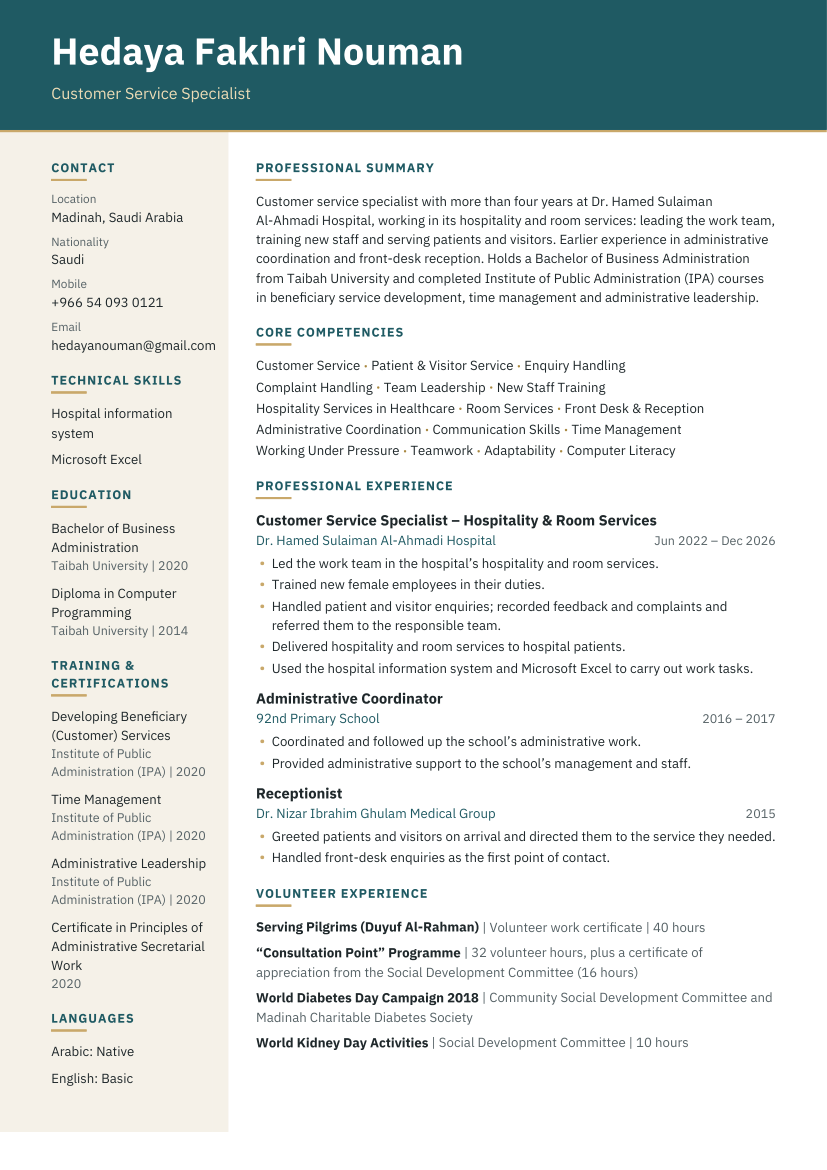 Hedaya Fakhri Nouman
Customer Service Specialist
CONTACT
Location
Madinah, Saudi Arabia
Nationality
Saudi
Mobile
+966 54 093 0121
Email
hedayanouman@gmail.com
TECHNICAL SKILLS
Hospital information
system
Microsoft Excel
EDUCATION
Bachelor of Business
Administration
Taibah University | 2020
Diploma in Computer
Programming
Taibah University | 2014
TRAINING &
CERTIFICATIONS
Developing Beneficiary
(Customer) Services
Institute of Public
Administration (IPA) | 2020
Time Management
Institute of Public
Administration (IPA) | 2020
Administrative Leadership
Institute of Public
Administration (IPA) | 2020
Certificate in Principles of
Administrative Secretarial
Work
2020
LANGUAGES
Arabic: Native
English: Basic
PROFESSIONAL SUMMARY
Customer service specialist with more than four years at Dr. Hamed Sulaiman
Al-Ahmadi Hospital, working in its hospitality and room services: leading the work team,
training new staff and serving patients and visitors. Earlier experience in administrative
coordination and front-desk reception. Holds a Bachelor of Business Administration
from Taibah University and completed Institute of Public Administration (IPA) courses
in beneficiary service development, time management and administrative leadership.
CORE COMPETENCIES
Customer Service · Patient & Visitor Service · Enquiry Handling
Complaint Handling · Team Leadership · New Staff Training
Hospitality Services in Healthcare · Room Services · Front Desk & Reception
Administrative Coordination · Communication Skills · Time Management
Working Under Pressure · Teamwork · Adaptability · Computer Literacy
PROFESSIONAL EXPERIENCE
Customer Service Specialist – Hospitality & Room Services
Dr. Hamed Sulaiman Al-Ahmadi Hospital Jun 2022 – Dec 2026
▪ Led the work team in the hospital’s hospitality and room services.
▪ Trained new female employees in their duties.
▪ Handled patient and visitor enquiries; recorded feedback and complaints and
referred them to the responsible team.
▪ Delivered hospitality and room services to hospital patients.
▪ Used the hospital information system and Microsoft Excel to carry out work tasks.
Administrative Coordinator
92nd Primary School 2016 – 2017
▪ Coordinated and followed up the school’s administrative work.
▪ Provided administrative support to the school’s management and staff.
Receptionist
Dr. Nizar Ibrahim Ghulam Medical Group 2015
▪ Greeted patients and visitors on arrival and directed them to the service they needed.
▪ Handled front-desk enquiries as the first point of contact.
VOLUNTEER EXPERIENCE
Serving Pilgrims (Duyuf Al-Rahman) | Volunteer work certificate | 40 hours
“Consultation Point” Programme | 32 volunteer hours, plus a certificate of
appreciation from the Social Development Committee (16 hours)
World Diabetes Day Campaign 2018 | Community Social Development Committee and
Madinah Charitable Diabetes Society
World Kidney Day Activities | Social Development Committee | 10 hours